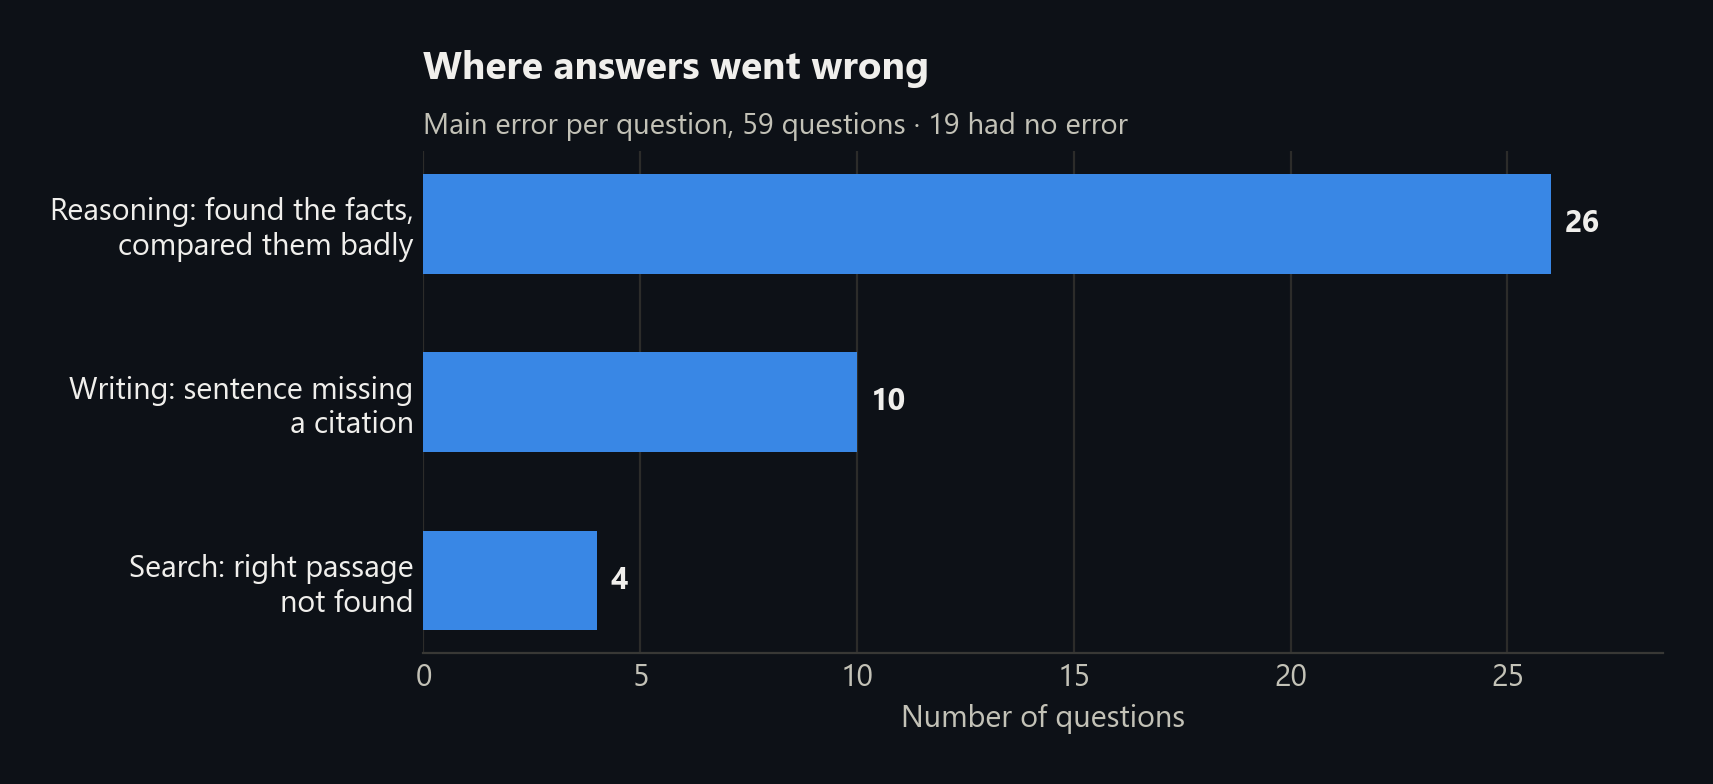 Where answers went wrong
Main error per question, 59 questions · 19 had no error
Reasoning: found the facts,
compared them badly
26
Writing: sentence missing
a citation
10
Search: right passage
not found
4
0 5 10 15 20 25
Number of questions